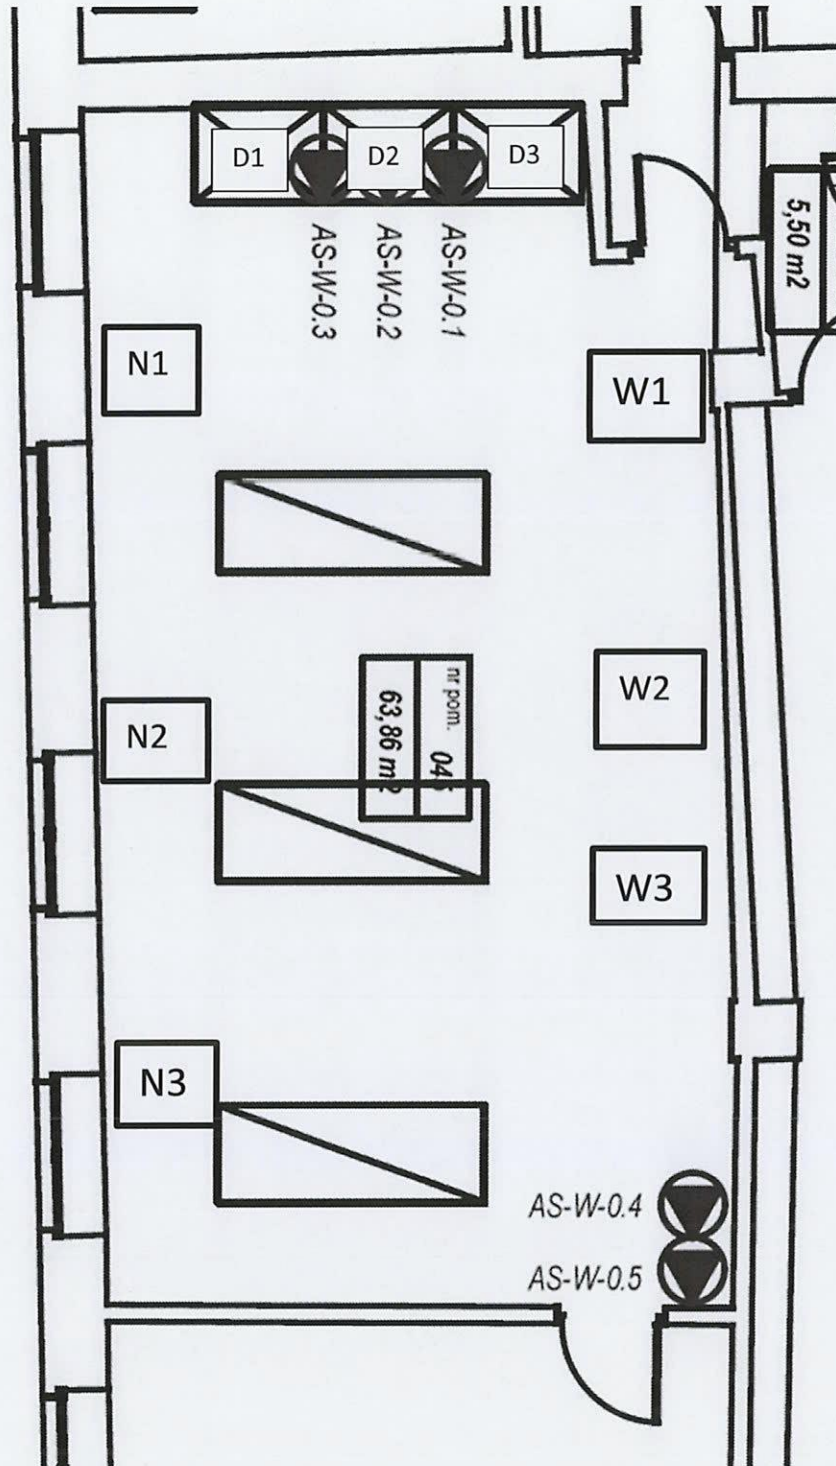 D1
D2
D3
AS-W-0.3
AS-W-0.2
AS-W-0.1
5,50 m2
N1
W1
nr pom.
63,86 m2
N2
W2
W3
N3
AS-W-0.4
AS-W-0.5